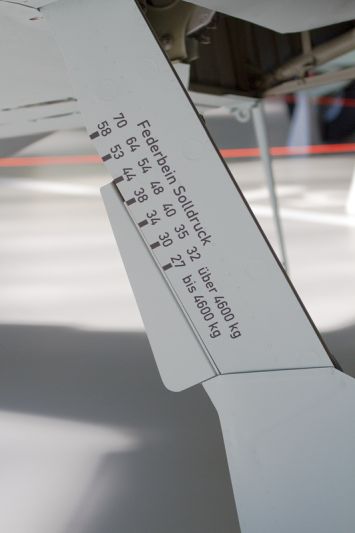 Federbein Solldruck
70 64 54 48 40 35 32 über 4600 kg
58 53 44 38 34 30 27 bis 4600 kg